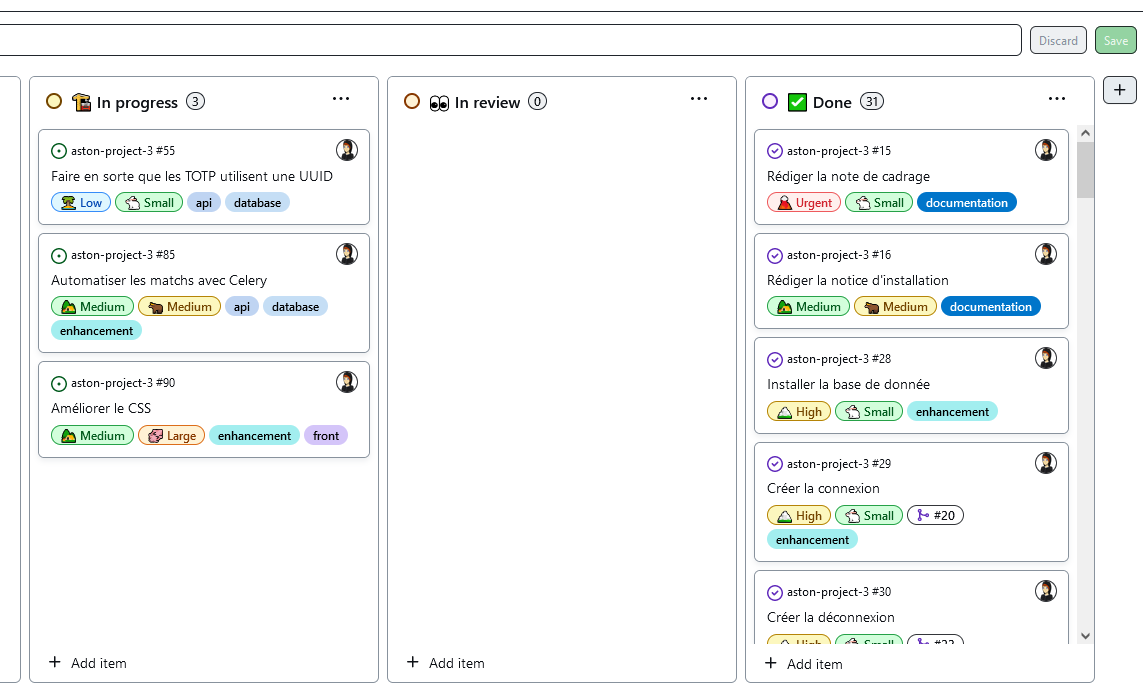 Discard
Save
In progress 3
aston-project-3 #55
Faire en sorte que les TOTP utilisent une UUID
Low Small api database
aston-project-3 #85
Automatiser les matchs avec Celery
Medium Medium api database
enhancement
aston-project-3 #90
Améliorer le CSS
Medium Large enhancement front
+ Add item
In review 0
+ Add item
Done 31
aston-project-3 #15
Rédiger la note de cadrage
Urgent Small documentation
aston-project-3 #16
Rédiger la notice d'installation
Medium Medium documentation
aston-project-3 #28
Installer la base de donnée
High Small enhancement
aston-project-3 #29
Créer la connexion
High Small #20
enhancement
aston-project-3 #30
Créer la déconnexion
High Small
+ Add item
+